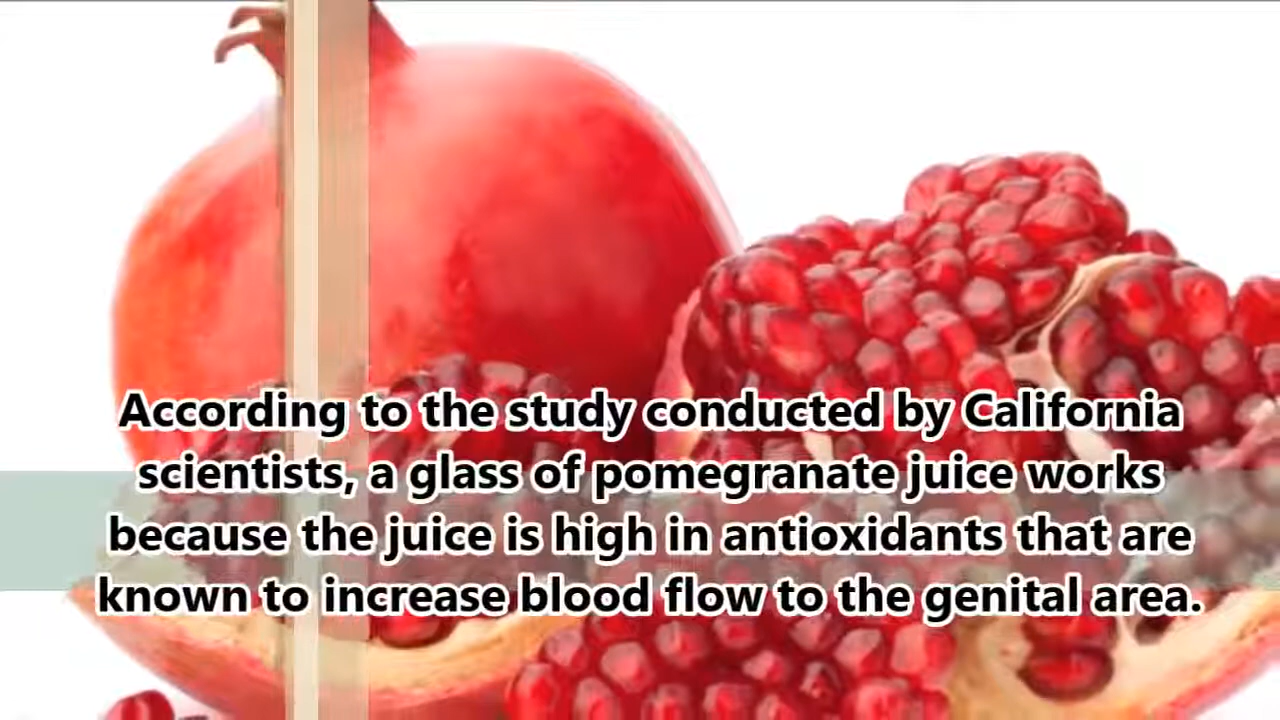 According to the study conducted by California
scientists, a glass of pomegranate juice works
because the juice is high in antioxidants that are
known to increase blood flow to the genital area.